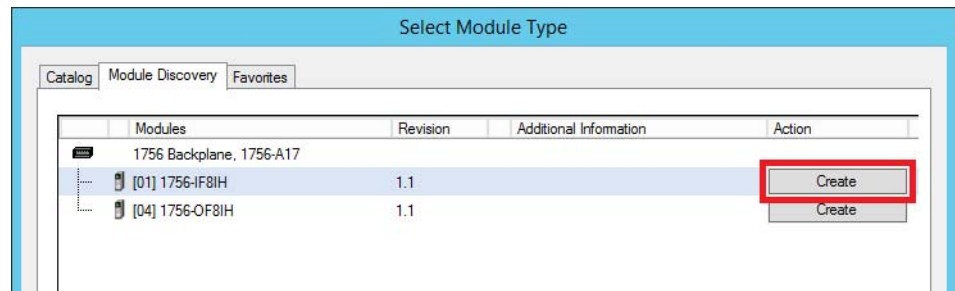 Select Module Type
Catalog Module Discovery Favorites
Modules Revision Additional Information Action
1756 Backplane, 1756-A17
[01] 1756-IF8IH 1.1 Create
[04] 1756-OF8IH 1.1 Create